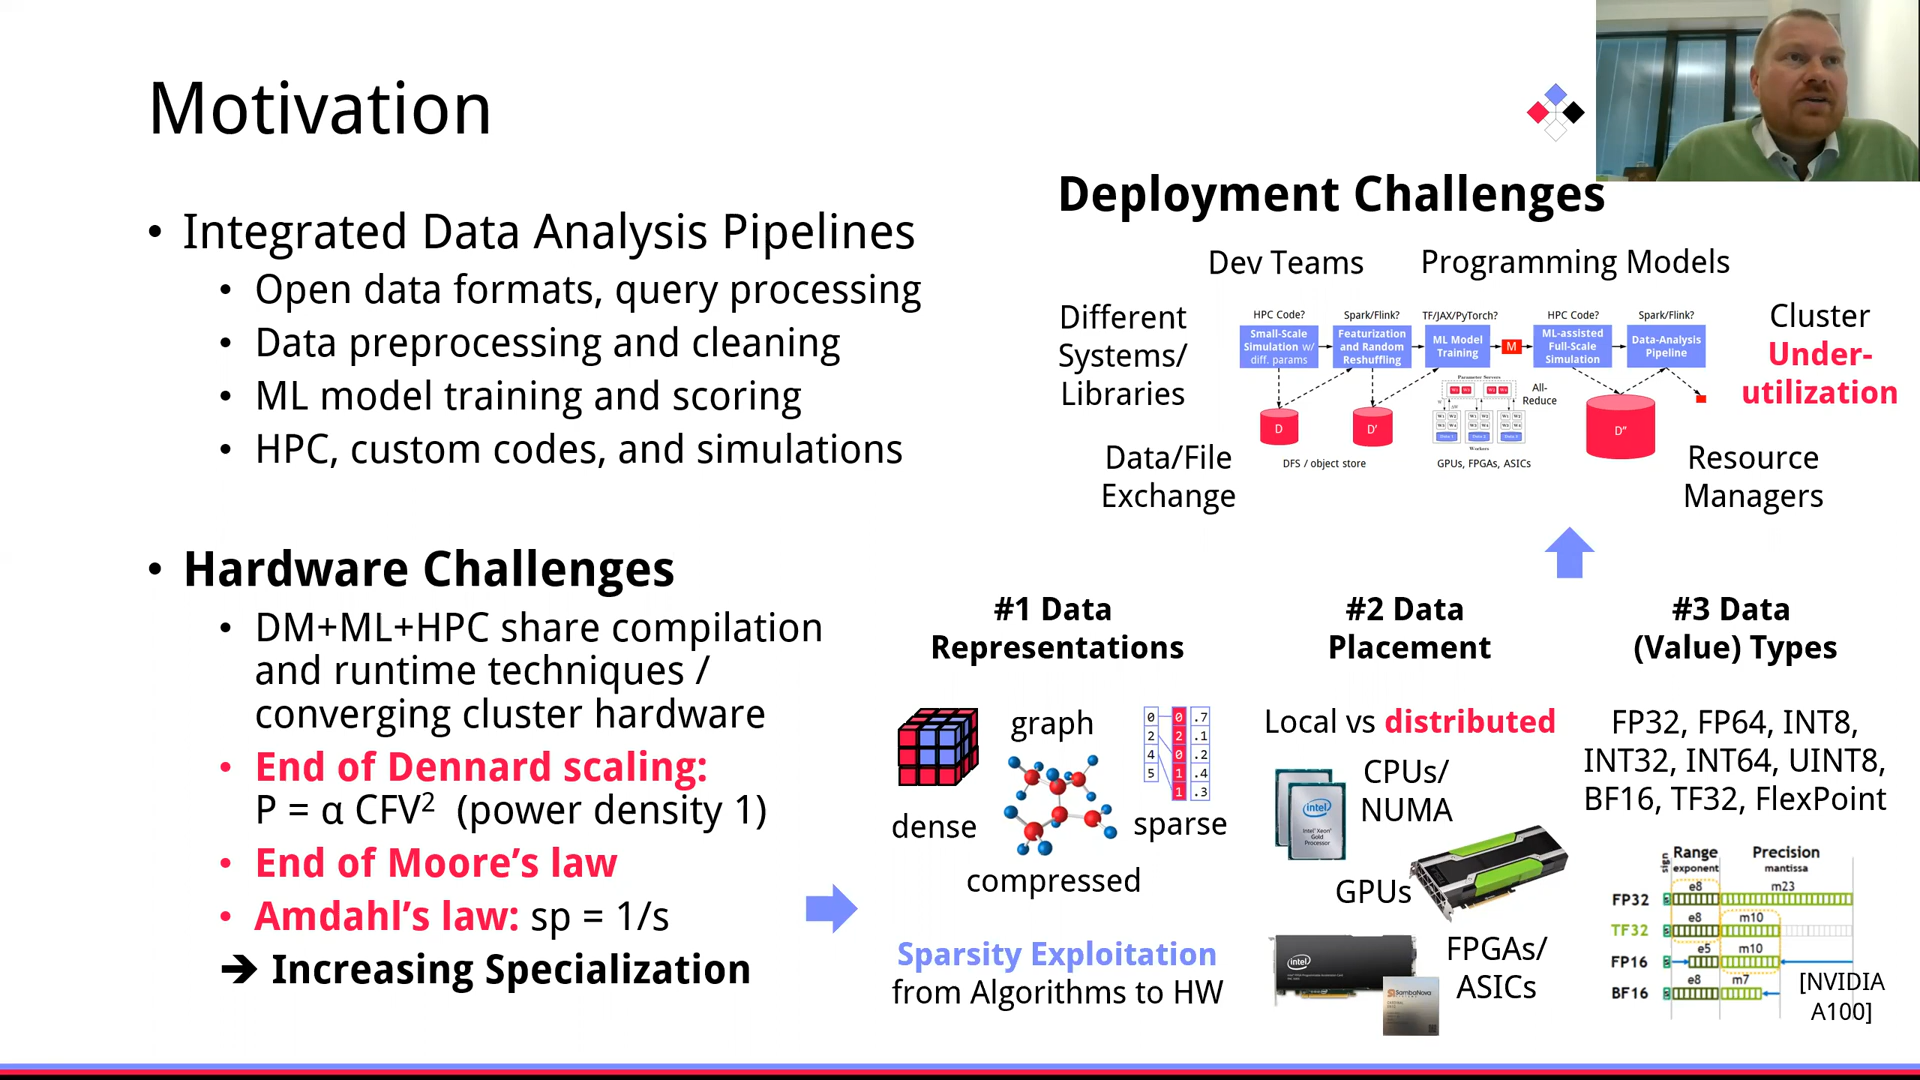 Motivation
• Integrated Data Analysis Pipelines
• Open data formats, query processing
• Data preprocessing and cleaning
• ML model training and scoring
• HPC, custom codes, and simulations
• Hardware Challenges
• DM+ML+HPC share compilation
and runtime techniques /
converging cluster hardware
• End of Dennard scaling:
P = α CFV² (power density 1)
• End of Moore's law
• Amdahl's law: sp = 1/s
➔ Increasing Specialization
Deployment Challenges
Dev Teams
Programming Models
Different
Systems/
Libraries
Data/File
Exchange
HPC Code?
Spark/Flink?
TF/JAX/PyTorch?
HPC Code?
Spark/Flink?
Small-Scale
Simulation w/
diff. params
Featurization
and Random
Reshuffling
ML Model
Training
M
ML-assisted
Full-Scale
Simulation
Data-Analysis
Pipeline
Parameter Servers
All-
Reduce
Workers
D
D'
D''
DFS / object store
GPUs, FPGAs, ASICs
Cluster
Under-
utilization
Resource
Managers
#1 Data
Representations
dense
graph
0 0 .7
2 2 .1
4 0 .2
5 1 .4
1 .3
sparse
compressed
Sparsity Exploitation
from Algorithms to HW
#2 Data
Placement
Local vs distributed
CPUs/
NUMA
intel
Intel Xeon
Gold
Processor
GPUs
intel
SambaNova
FPGAs/
ASICs
#3 Data
(Value) Types
FP32, FP64, INT8,
INT32, INT64, UINT8,
BF16, TF32, FlexPoint
sign
Range
exponent
Precision
mantissa
FP32 e8 m23
TF32 e8 m10
FP16 e5 m10
BF16 e8 m7
[NVIDIA
A100]